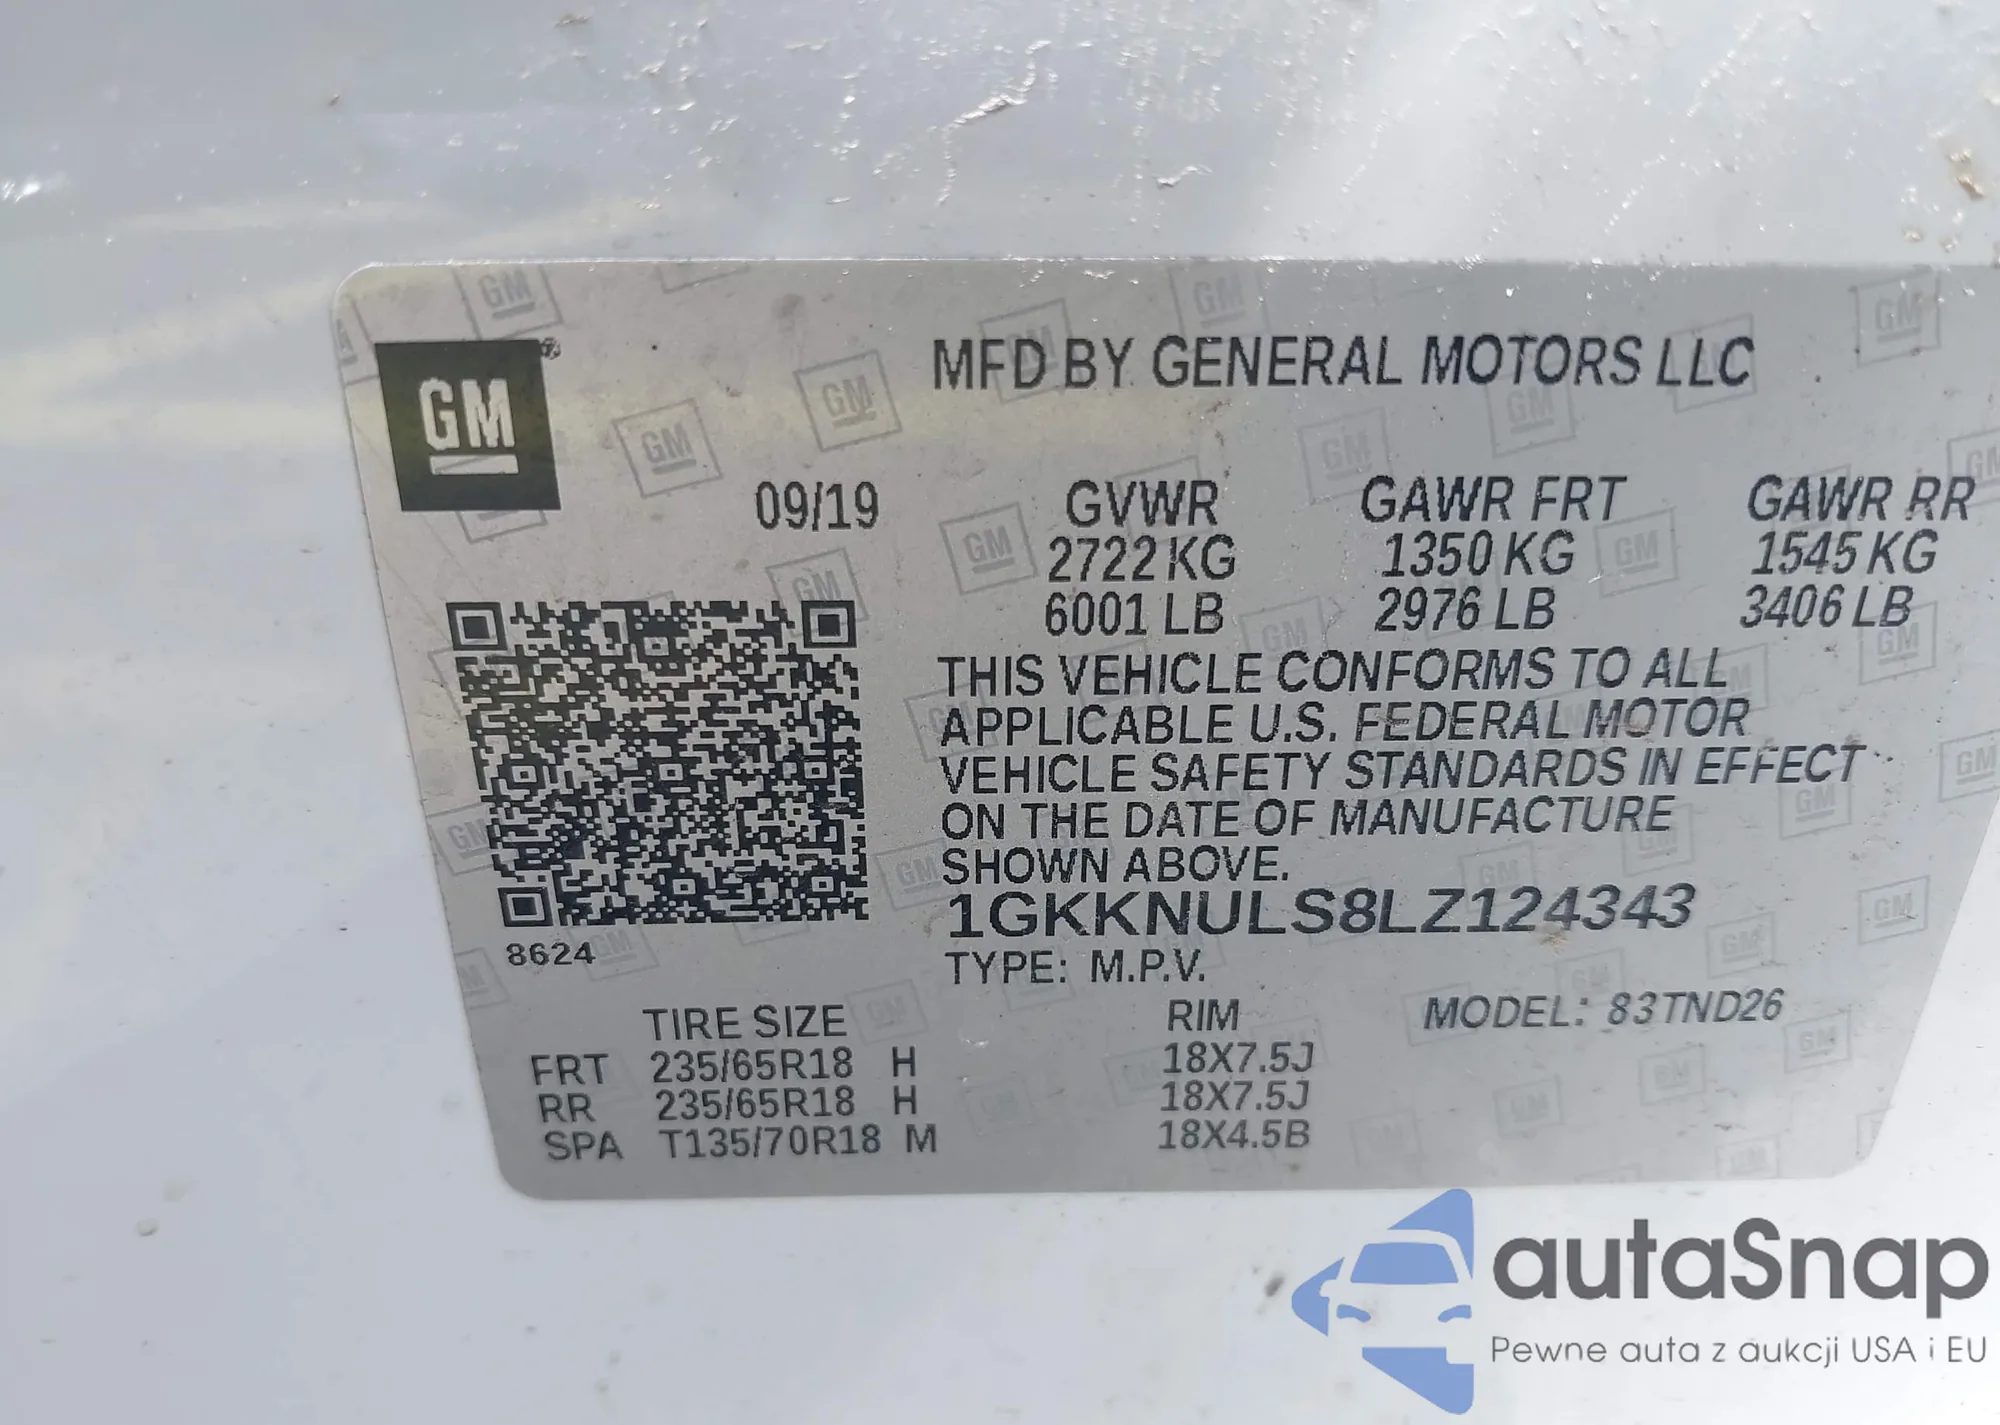 GM
MFD BY GENERAL MOTORS LLC
09/19
GVWR GAWR FRT GAWR RR
2722 KG 1350 KG 1545 KG
6001 LB 2976 LB 3406 LB
THIS VEHICLE CONFORMS TO ALL
APPLICABLE U.S. FEDERAL MOTOR
VEHICLE SAFETY STANDARDS IN EFFECT
ON THE DATE OF MANUFACTURE
SHOWN ABOVE.
1GKKNULS8LZ124343
8624
TYPE: M.P.V.
TIRE SIZE RIM MODEL: 83TND26
FRT 235/65R18 H 18X7.5J
RR 235/65R18 H 18X7.5J
SPA T135/70R18 M 18X4.5B
autaSnap
Pewne auta z aukcji USA i EU